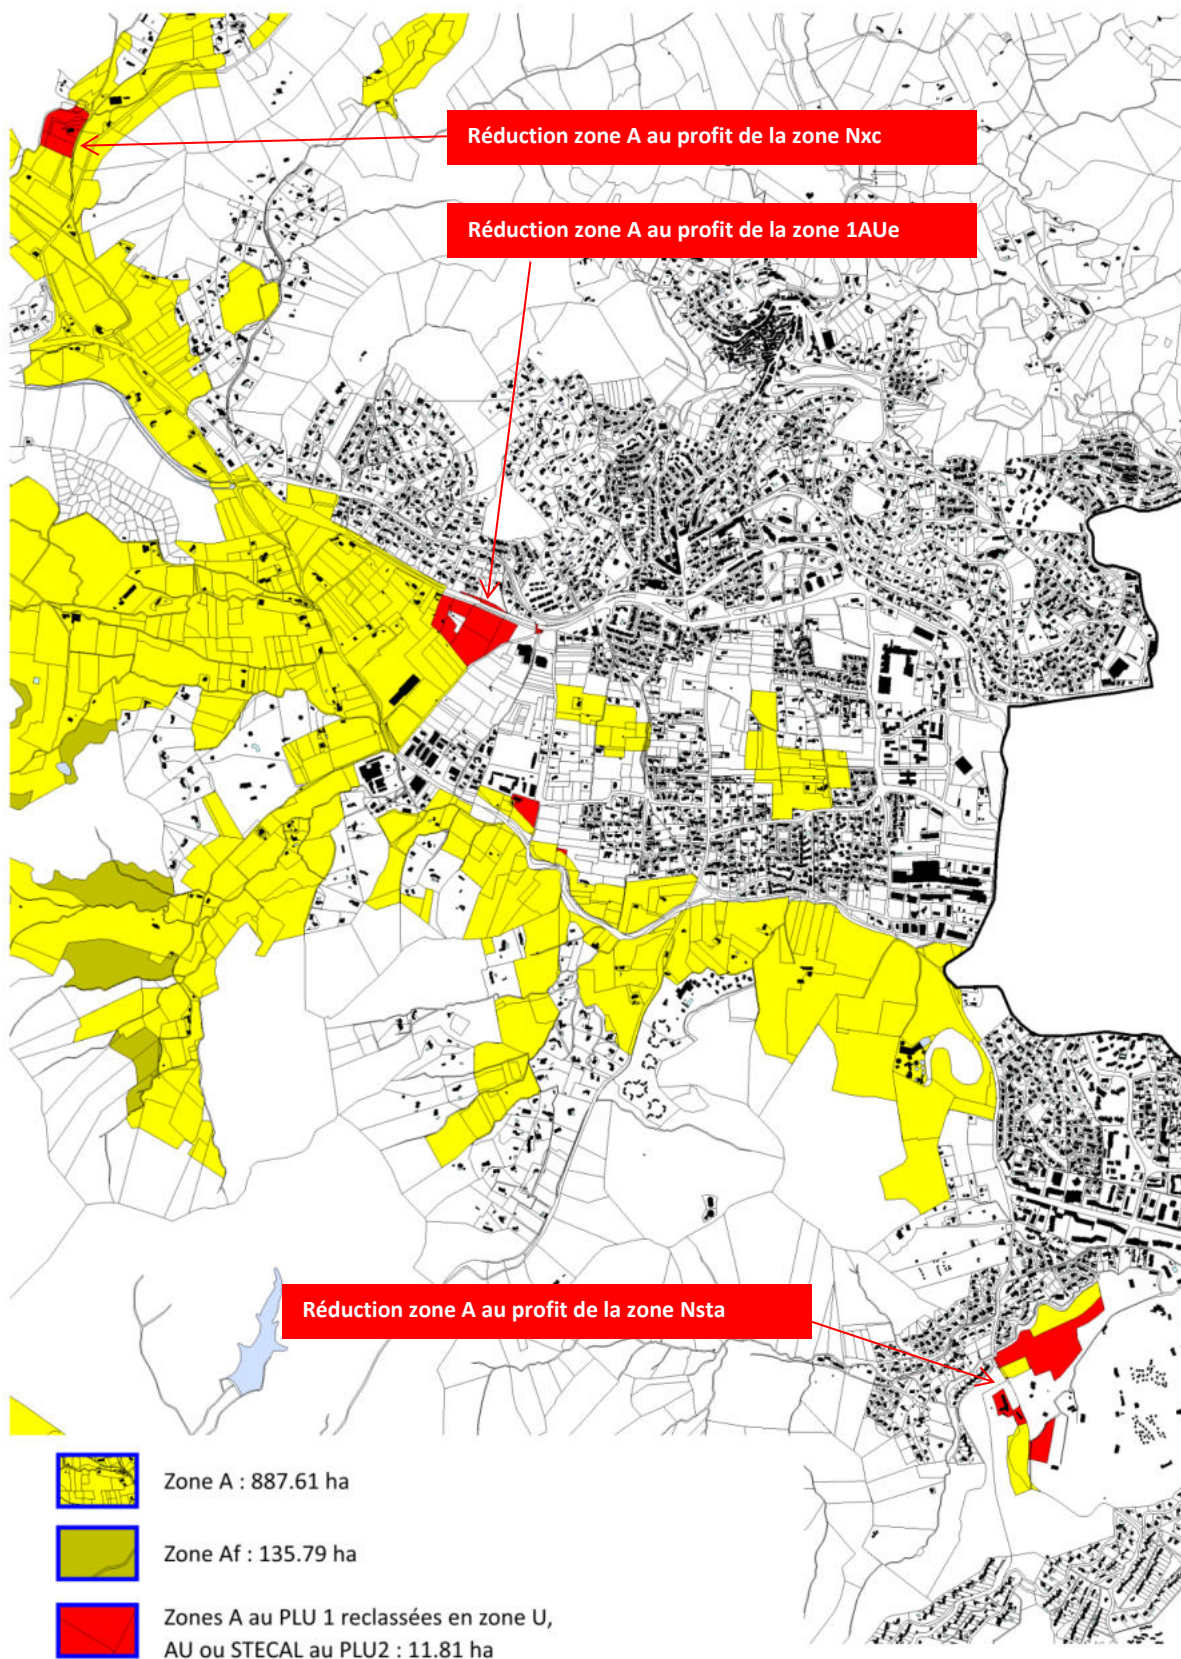 Réduction zone A au profit de la zone Nxc
Réduction zone A au profit de la zone 1AUe
Réduction zone A au profit de la zone Nsta
Zone A : 887.61 ha
Zone Af : 135.79 ha
Zones A au PLU 1 reclassées en zone U,
AU ou STECAL au PLU2 : 11.81 ha